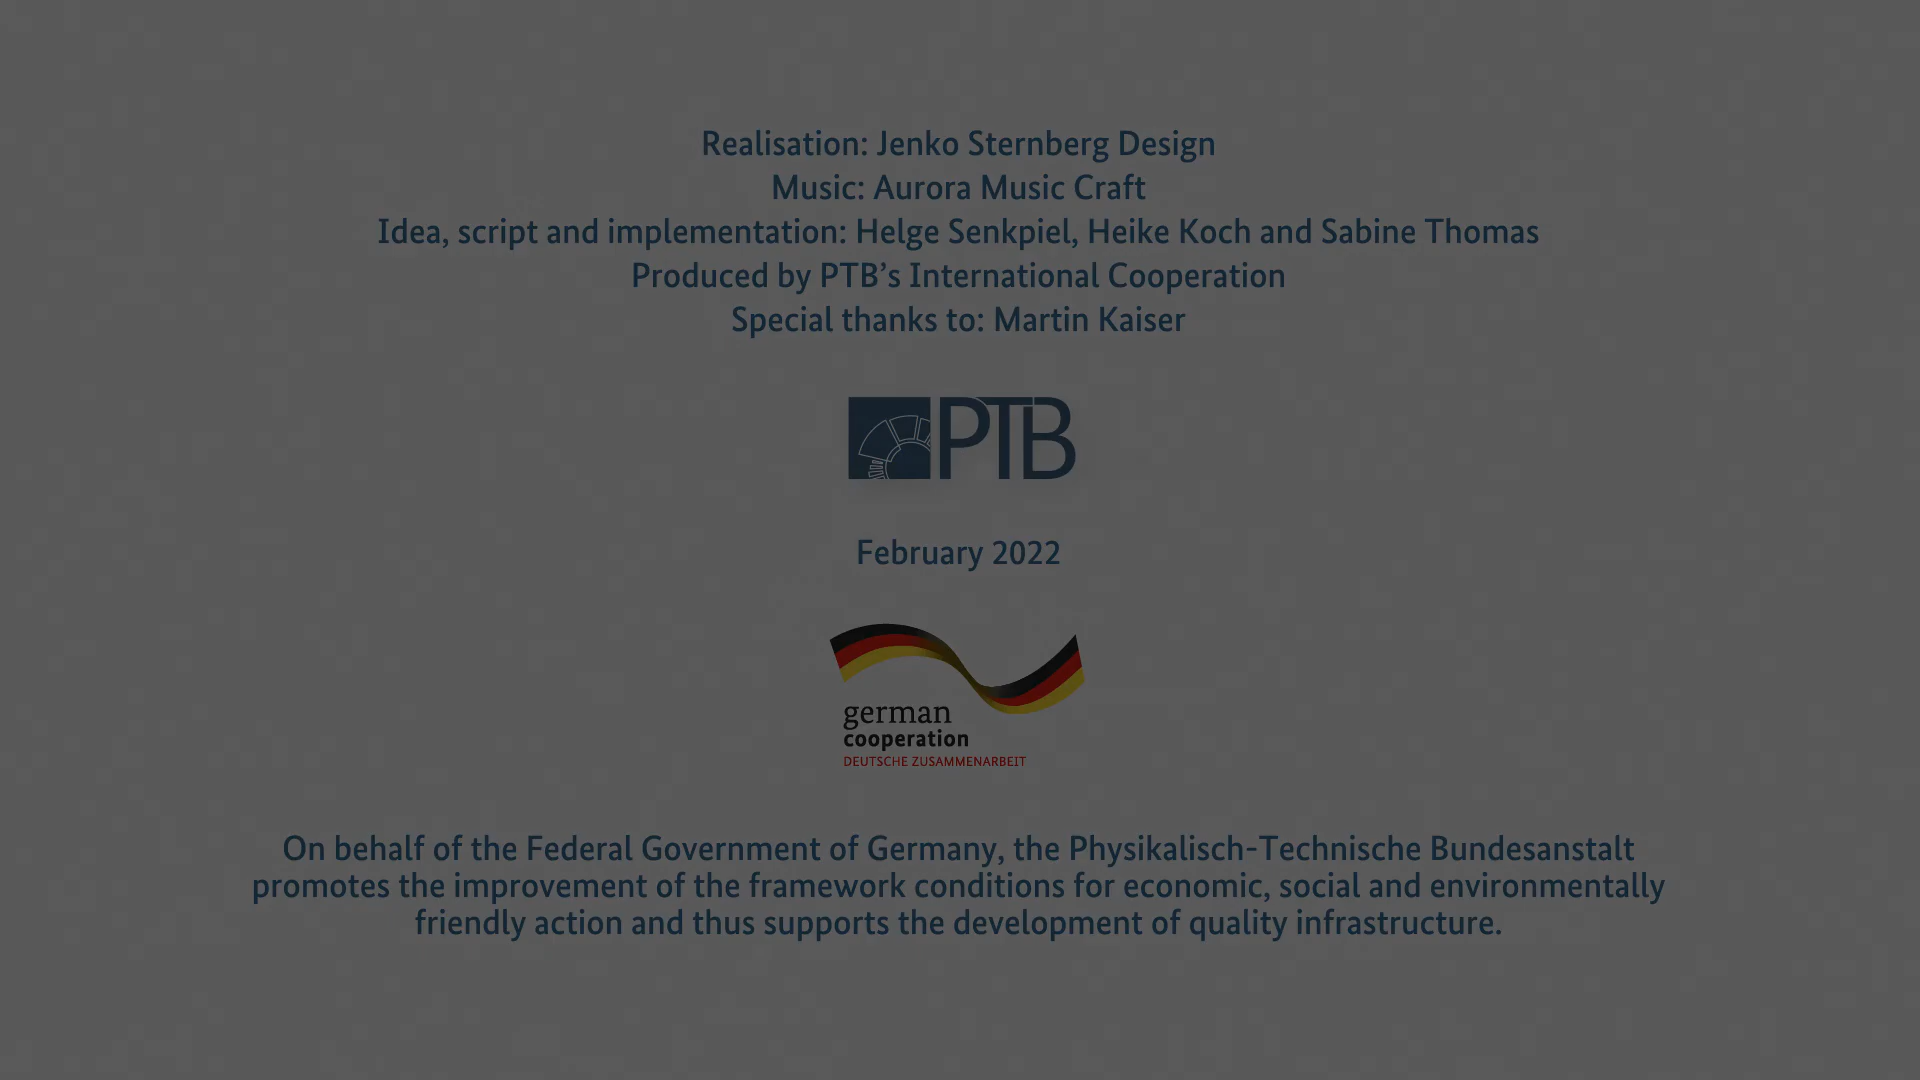 Realisation: Jenko Sternberg Design
Music: Aurora Music Craft
Idea, script and implementation: Helge Senkpiel, Heike Koch and Sabine Thomas
Produced by PTB’s International Cooperation
Special thanks to: Martin Kaiser
PTB
February 2022
german
cooperation
DEUTSCHE ZUSAMMENARBEIT
On behalf of the Federal Government of Germany, the Physikalisch-Technische Bundesanstalt
promotes the improvement of the framework conditions for economic, social and environmentally
friendly action and thus supports the development of quality infrastructure.